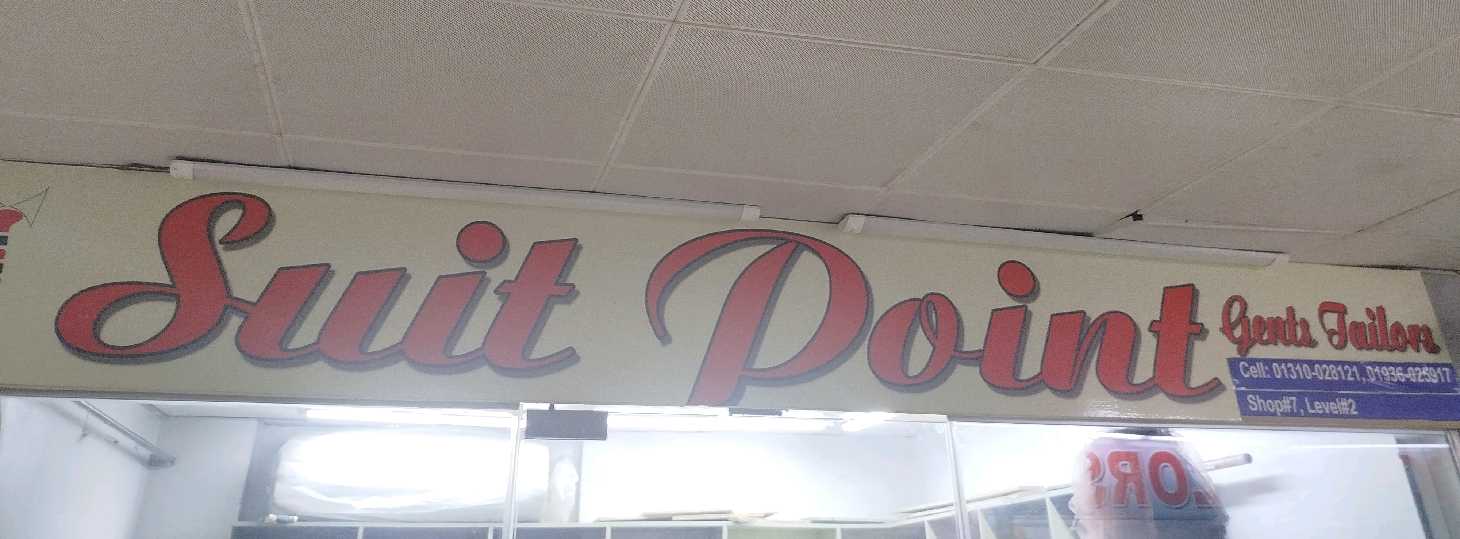 Suit Point
Gents Tailors
Cell: 01310-028121, 01936-025917
Shop#7, Level#2